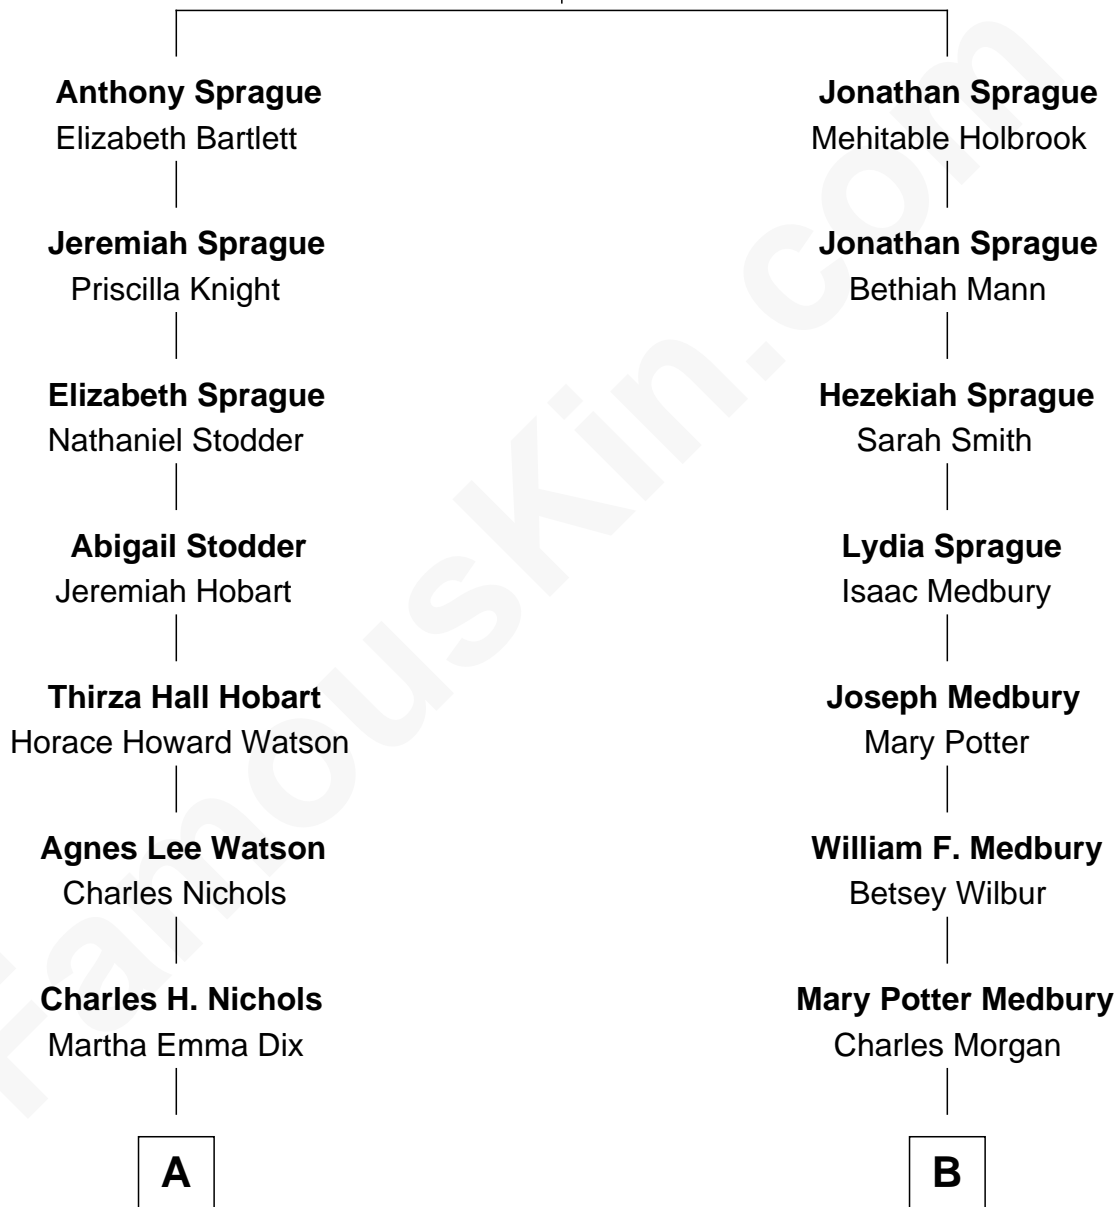 Anthony Sprague
Elizabeth Bartlett
Jeremiah Sprague
Priscilla Knight
Elizabeth Sprague
Nathaniel Stodder
Abigail Stodder
Jeremiah Hobart
Thirza Hall Hobart
Horace Howard Watson
Agnes Lee Watson
Charles Nichols
Charles H. Nichols
Martha Emma Dix
A
Jonathan Sprague
Mehitable Holbrook
Jonathan Sprague
Bethiah Mann
Hezekiah Sprague
Sarah Smith
Lydia Sprague
Isaac Medbury
Joseph Medbury
Mary Potter
William F. Medbury
Betsey Wilbur
Mary Potter Medbury
Charles Morgan
B
FamousKin.com